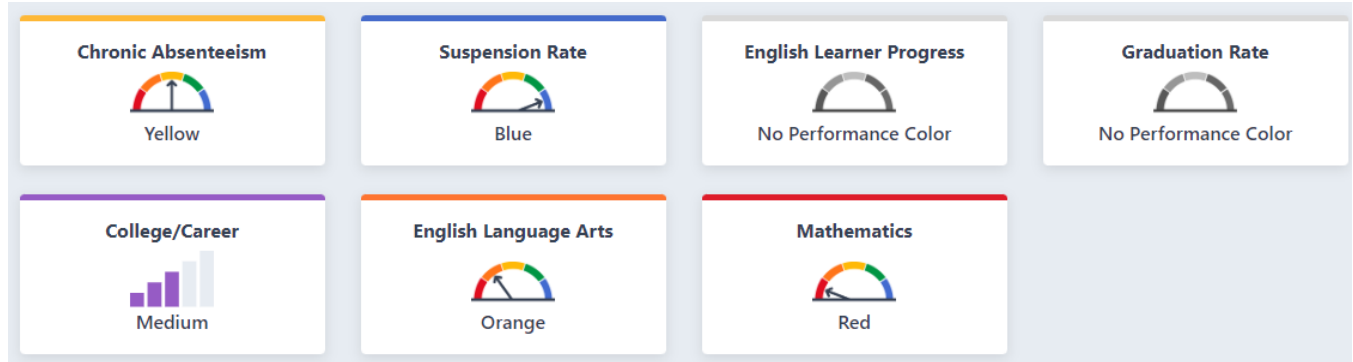 Chronic Absenteeism
Yellow
Suspension Rate
Blue
English Learner Progress
No Performance Color
Graduation Rate
No Performance Color
College/Career
Medium
English Language Arts
Orange
Mathematics
Red